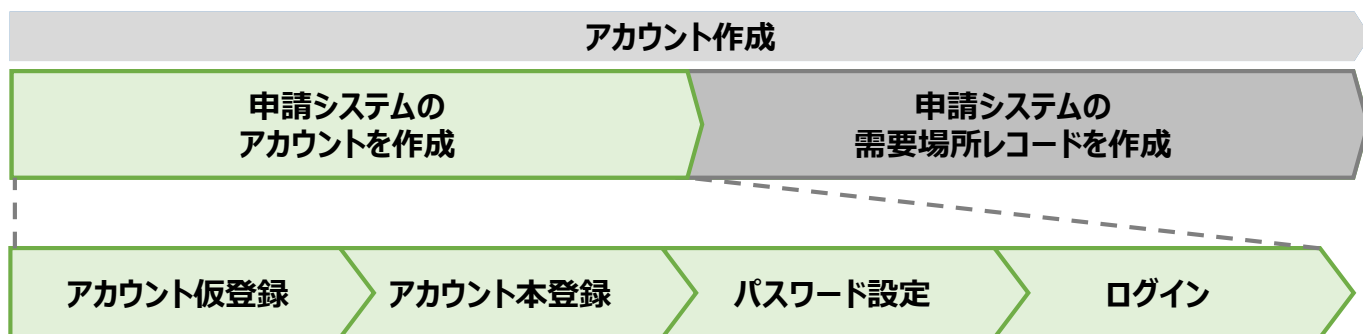 アカウント作成
申請システムの
アカウントを作成
申請システムの
需要場所レコードを作成
アカウント仮登録
アカウント本登録
パスワード設定
ログイン